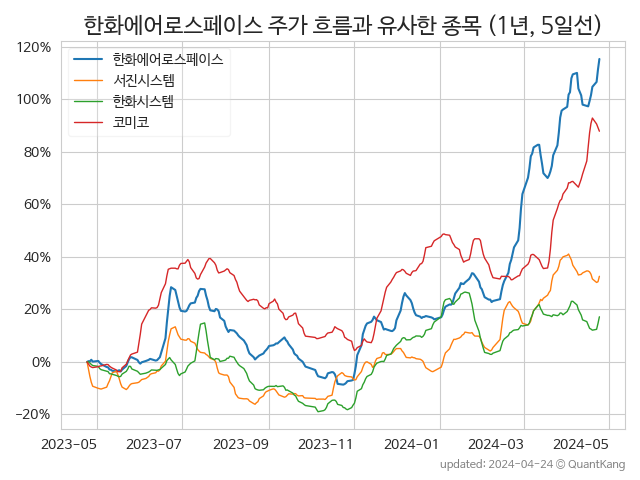 한화에어로스페이스 주가 흐름과 유사한 종목 (1년, 5일선)
120%
100%
80%
60%
40%
20%
0%
−20%
한화에어로스페이스
서진시스템
한화시스템
코미코
2023-05
2023-07
2023-09
2023-11
2024-01
2024-03
2024-05
updated: 2024-04-24 © QuantKang